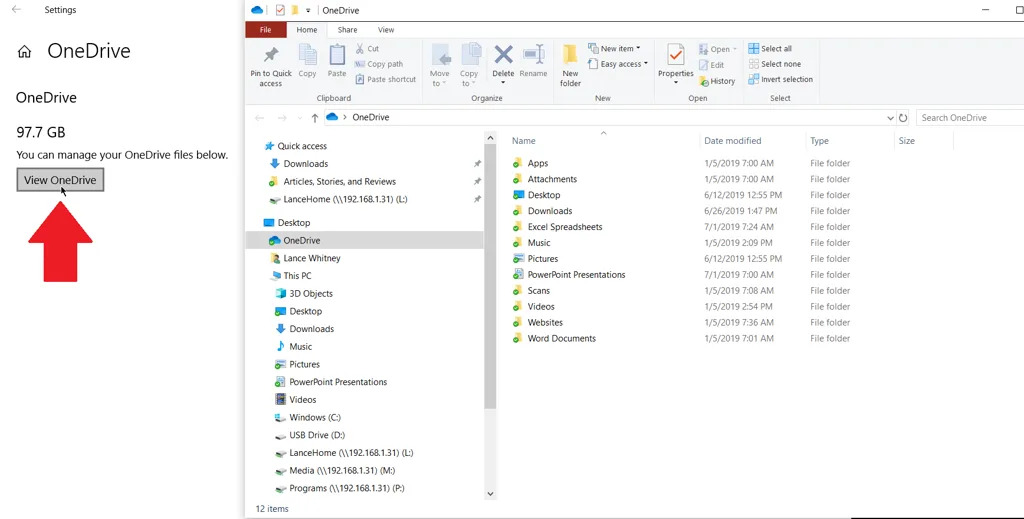 Settings
OneDrive
OneDrive
97.7 GB
You can manage your OneDrive files below.
View OneDrive
OneDrive
File Home Share View
Pin to Quick access
Copy
Paste
Cut
Copy path
Paste shortcut
Clipboard
Move to
Copy to
Delete
Rename
Organize
New folder
New item
Easy access
New
Properties
Open
Edit
History
Open
Select all
Select none
Invert selection
Select
OneDrive
Search OneDrive
Quick access
Downloads
Articles, Stories, and Reviews
LanceHome (\\192.168.1.31) (L:)
Desktop
OneDrive
Lance Whitney
This PC
3D Objects
Desktop
Downloads
Music
Pictures
PowerPoint Presentations
Videos
Windows (C:)
USB Drive (D:)
LanceHome (\\192.168.1.31) (L:)
Media (\\192.168.1.31) (M:)
Programs (\\192.168.1.31) (P:)
Name Date modified Type Size
Apps 1/5/2019 7:00 AM File folder
Attachments 1/5/2019 7:00 AM File folder
Desktop 6/12/2019 12:55 PM File folder
Downloads 6/26/2019 1:47 PM File folder
Excel Spreadsheets 7/1/2019 7:24 AM File folder
Music 1/5/2019 2:09 PM File folder
Pictures 6/12/2019 12:55 PM File folder
PowerPoint Presentations 7/1/2019 7:00 AM File folder
Scans 1/5/2019 7:08 AM File folder
Videos 1/5/2019 2:54 PM File folder
Websites 1/5/2019 7:36 AM File folder
Word Documents 1/5/2019 7:01 AM File folder
12 items